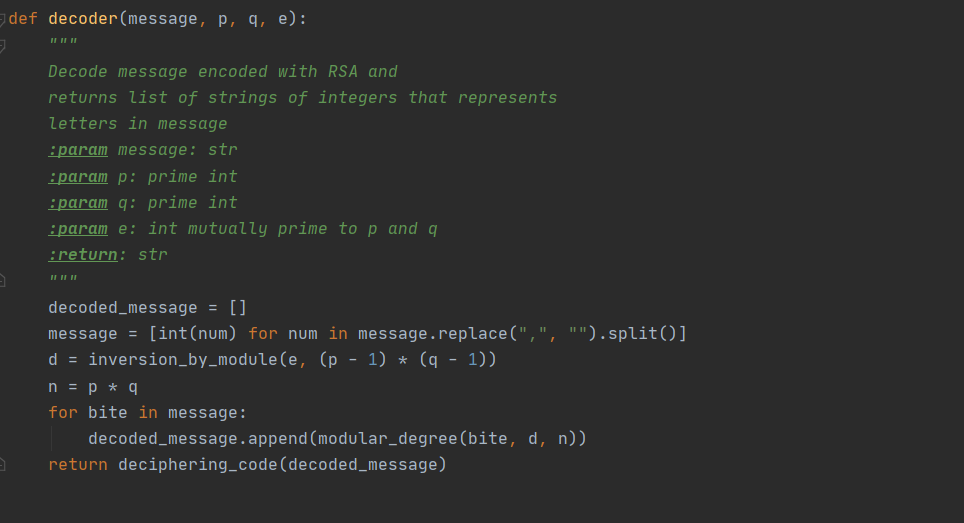 def decoder(message, p, q, e):
    """
    Decode message encoded with RSA and
    returns list of strings of integers that represents
    letters in message
    :param message: str
    :param p: prime int
    :param q: prime int
    :param e: int mutually prime to p and q
    :return: str
    """
    decoded_message = []
    message = [int(num) for num in message.replace(",", "").split()]
    d = inversion_by_module(e, (p - 1) * (q - 1))
    n = p * q
    for bite in message:
        decoded_message.append(modular_degree(bite, d, n))
    return deciphering_code(decoded_message)